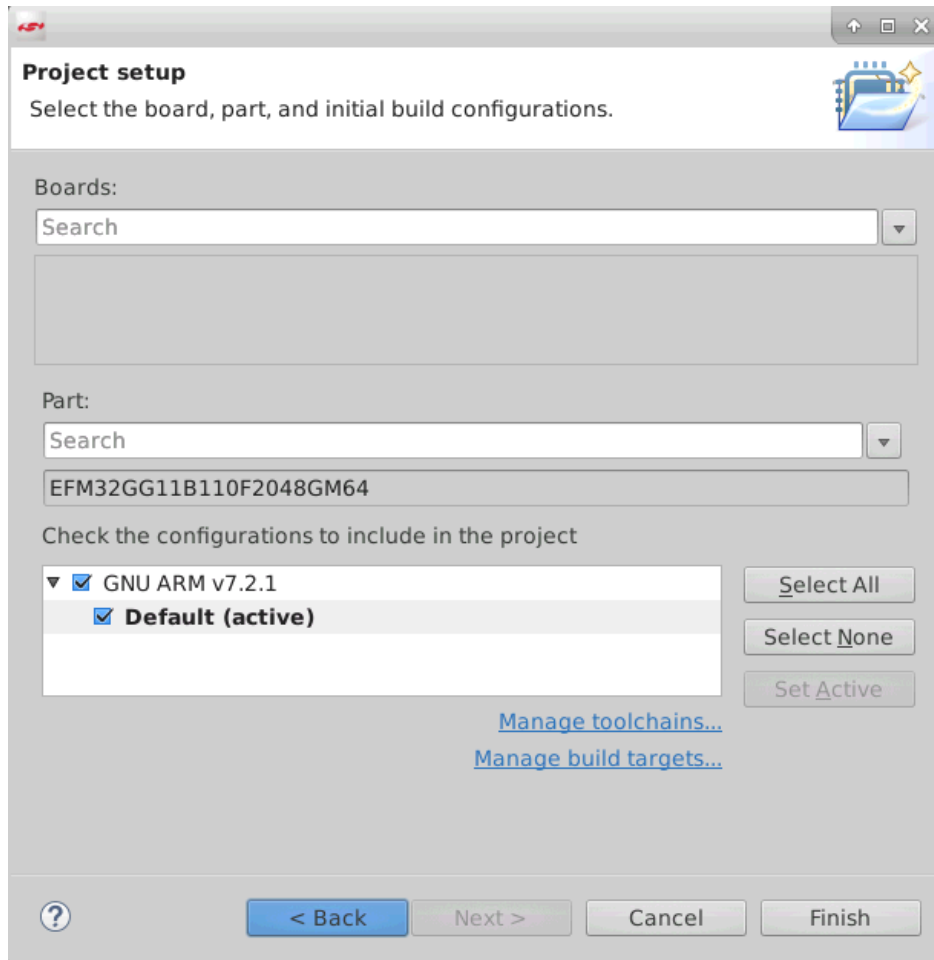 Project setup
Select the board, part, and initial build configurations.
Boards:
Search
Part:
Search
EFM32GG11B110F2048GM64
Check the configurations to include in the project
GNU ARM v7.2.1
Default (active)
Select All
Select None
Set Active
Manage toolchains...
Manage build targets...
?
< Back
Next >
Cancel
Finish